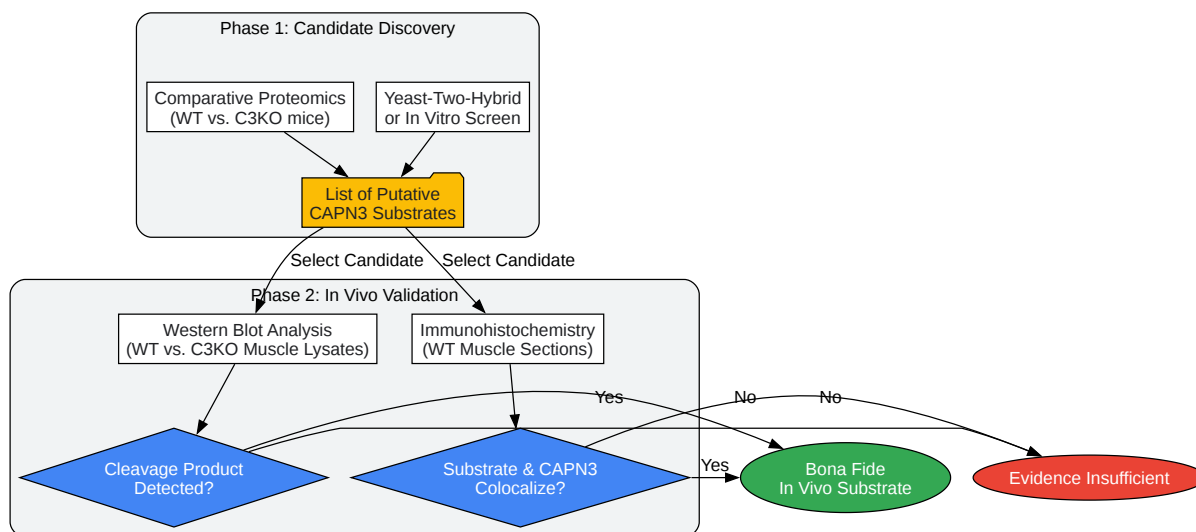 Phase 1: Candidate Discovery
Comparative Proteomics
(WT vs. C3KO mice)
Yeast-Two-Hybrid
or In Vitro Screen
List of Putative
CAPN3 Substrates
Select Candidate
Select Candidate
Phase 2: In Vivo Validation
Western Blot Analysis
(WT vs. C3KO Muscle Lysates)
Immunohistochemistry
(WT Muscle Sections)
Yes
No
No
Cleavage Product
Detected?
Substrate & CAPN3
Colocalize?
Yes
Bona Fide
In Vivo Substrate
Evidence Insufficient